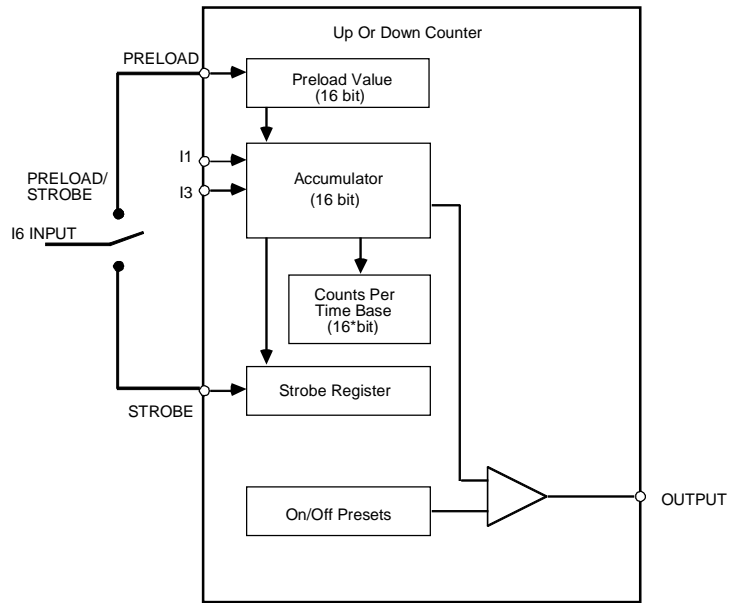 Up Or Down Counter
PRELOAD
Preload Value
(16 bit)
I1
I3
Accumulator
(16 bit)
PRELOAD/
STROBE
I6 INPUT
Counts Per
Time Base
(16*bit)
Strobe Register
STROBE
On/Off Presets
OUTPUT